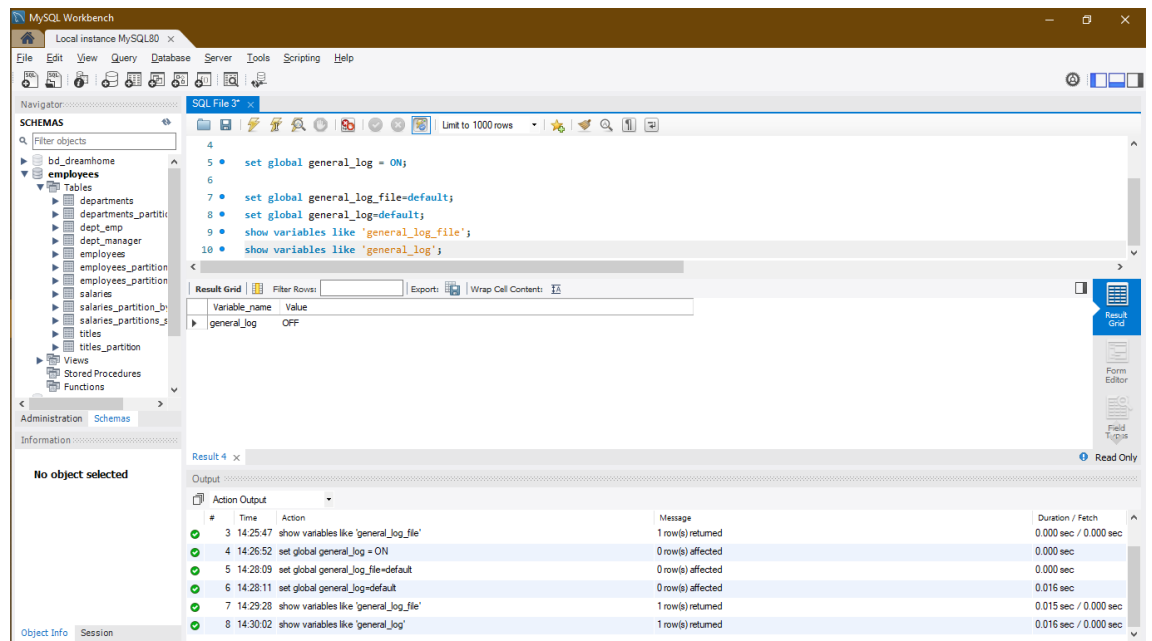 MySQL Workbench
Local instance MySQL80
File Edit View Query Database Server Tools Scripting Help
Navigator
SCHEMAS
Filter objects
bd_dreamhome
employees
Tables
departments
departments_partitic
dept_emp
dept_manager
employees
employees_partition
employees_partition
salaries
salaries_partition_by
salaries_partitions_s
titles
titles_partition
Views
Stored Procedures
Functions
Administration Schemas
Information
No object selected
Object Info Session
SQL File 3*
Limit to 1000 rows
4
5 set global general_log = ON;
6
7 set global general_log_file=default;
8 set global general_log=default;
9 show variables like 'general_log_file';
10 show variables like 'general_log';
Result Grid Filter Rows: Export: Wrap Cell Content:
Variable_name Value
general_log OFF
Result Grid
Form Editor
Field Types
Result 4
Read Only
Output
Action Output
# Time Action Message Duration / Fetch
3 14:25:47 show variables like 'general_log_file' 1 row(s) returned 0.000 sec / 0.000 sec
4 14:26:52 set global general_log = ON 0 row(s) affected 0.000 sec
5 14:28:09 set global general_log_file=default 0 row(s) affected 0.000 sec
6 14:28:11 set global general_log=default 0 row(s) affected 0.016 sec
7 14:29:28 show variables like 'general_log_file' 1 row(s) returned 0.015 sec / 0.000 sec
8 14:30:02 show variables like 'general_log' 1 row(s) returned 0.016 sec / 0.000 sec